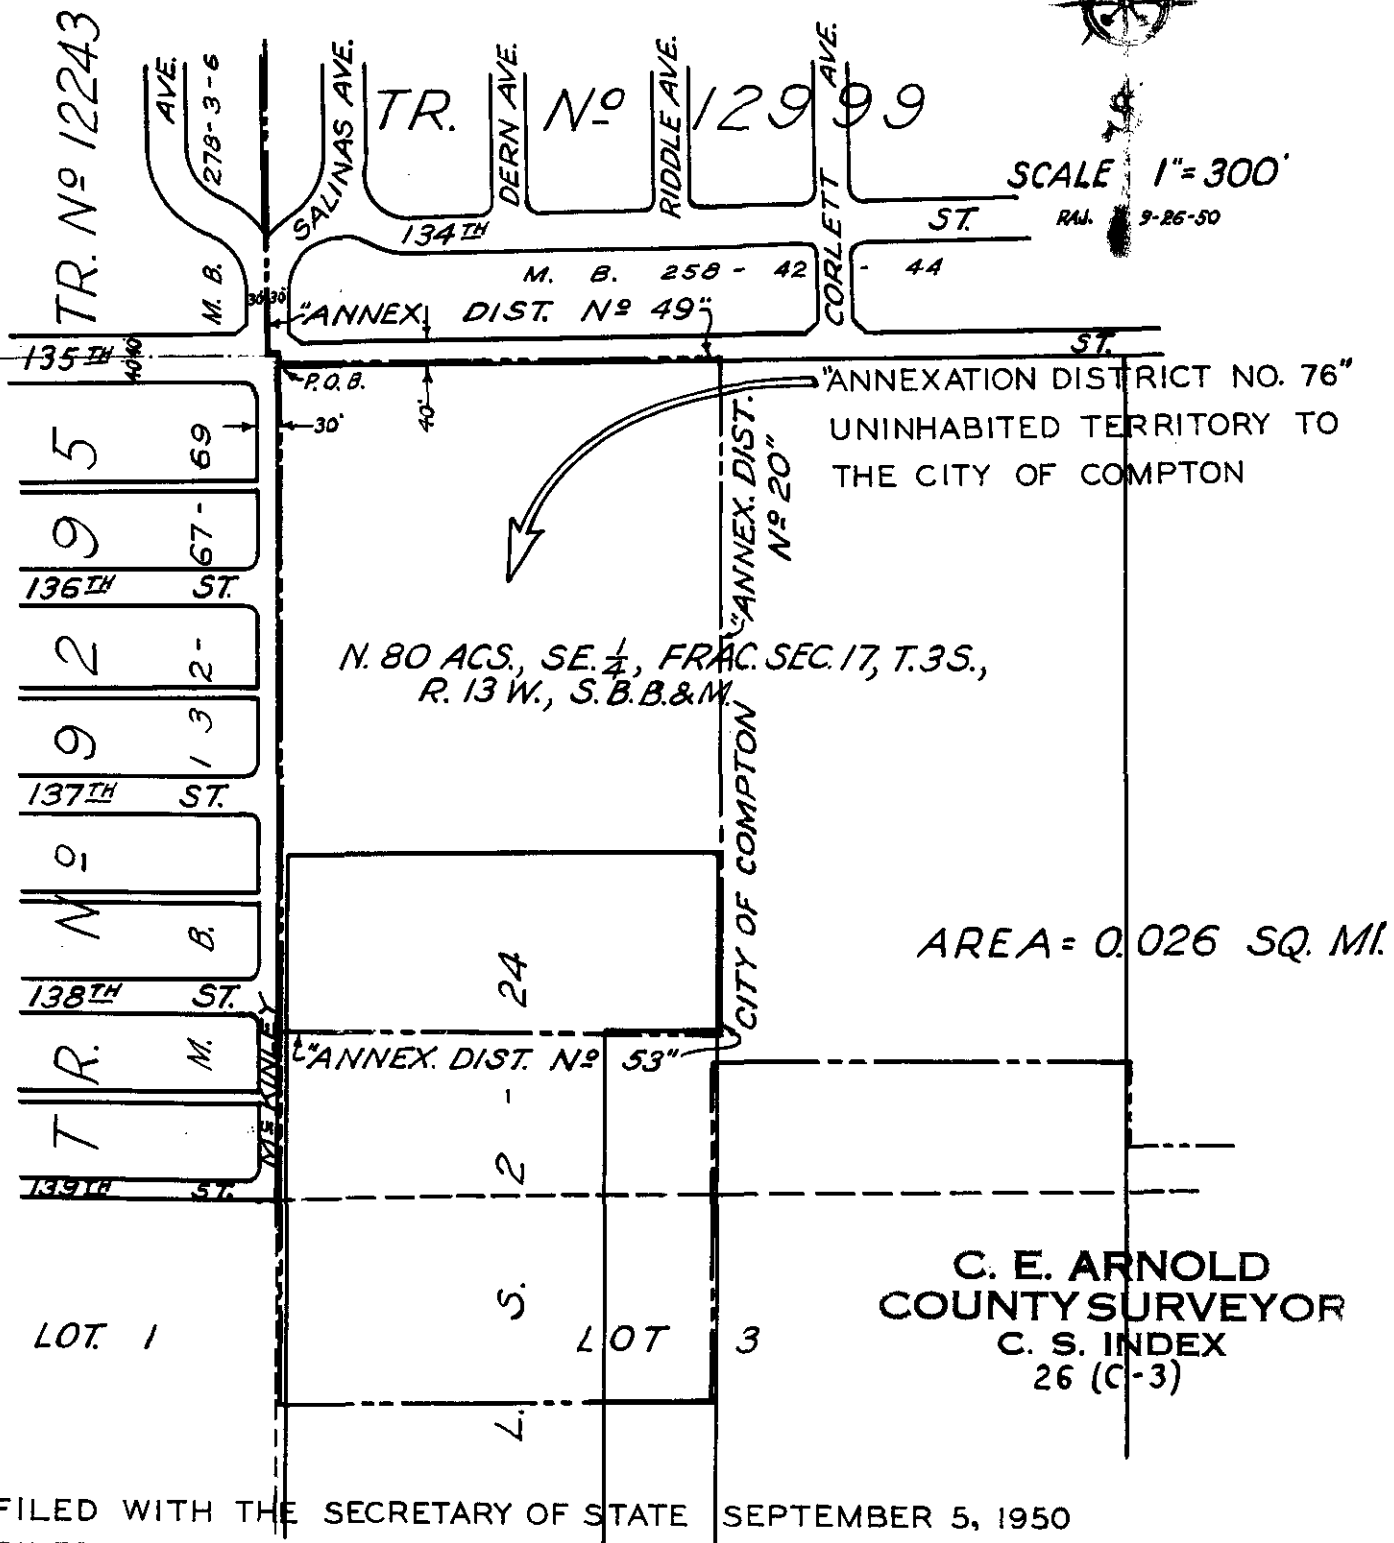 TR. Nº 12243
AVE.
278-3-6
M. B.
SALINAS AVE.
TR. Nº 12999
DERN AVE.
RIDDLE AVE.
CORLETT AVE.
SCALE 1"=300'
RAJ. 9-26-50
134TH ST.
M. B. 258 - 42 - 44
30' 30'
"ANNEX. DIST. Nº 49"
135TH ST.
40' 40'
P.O.B.
30'
40'
"ANNEXATION DISTRICT NO. 76"
UNINHABITED TERRITORY TO
THE CITY OF COMPTON
"ANNEX. DIST.
Nº 20"
136TH ST.
N. 80 ACS., SE. 1/4, FRAC. SEC. 17, T. 3 S.,
R. 13 W., S. B. B. & M.
137TH ST.
TR. Nº 9295
M. B. 132-67-69
CITY OF COMPTON
AREA = 0.026 SQ. MI.
138TH ST.
McKINLEY
"ANNEX. DIST. Nº 53"
139TH ST.
L. S. 2 - 24
LOT. 1
LOT 3
C. E. ARNOLD
COUNTY SURVEYOR
C. S. INDEX
26 (C-3)
FILED WITH THE SECRETARY OF STATE SEPTEMBER 5, 1950